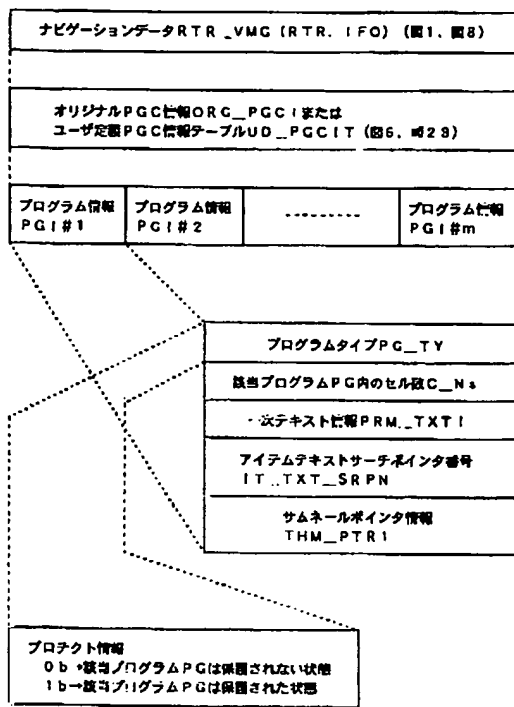 ナビゲーションデータRTR_VMG (RTR. IFO) (図1、図8)
オリジナルPGC情報ORG_PGCIまたは
ユーザ定義PGC情報テーブルUD_PGCIT (図6、図29)
プログラム情報
PGI#1
プログラム情報
PGI#2
---------
プログラム情報
PGI#m
プログラムタイプPG_TY
該当プログラムPG内のセル数C_Ns
一次テキスト情報PRM_TXTI
アイテムテキストサーチポインタ番号
IT_TXT_SRPN
サムネールポインタ情報
THM_PTRI
プロテクト情報
0b→該当プログラムPGは保護されない状態
1b→該当プログラムPGは保護された状態